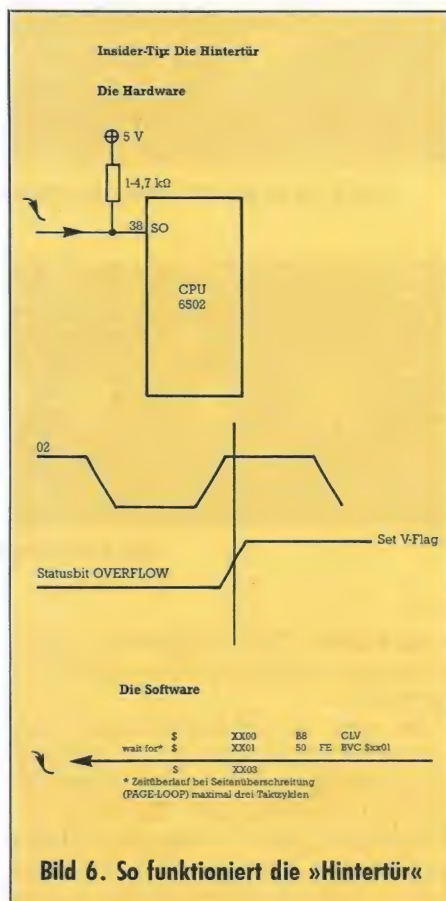 Insider-Tip: Die Hintertür
Die Hardware
5 V
1-4,7 kΩ
38 SO
CPU
6502
02
Set V-Flag
Statusbit OVERFLOW
Die Software
$ XX00 B8 CLV
wait for* $ XX01 50 FE BVC $xx01
S XX03
* Zeitüberlauf bei Seitenüberschreitung
(PAGE-LOOP) maximal drei Taktzyklen
Bild 6. So funktioniert die »Hintertür«